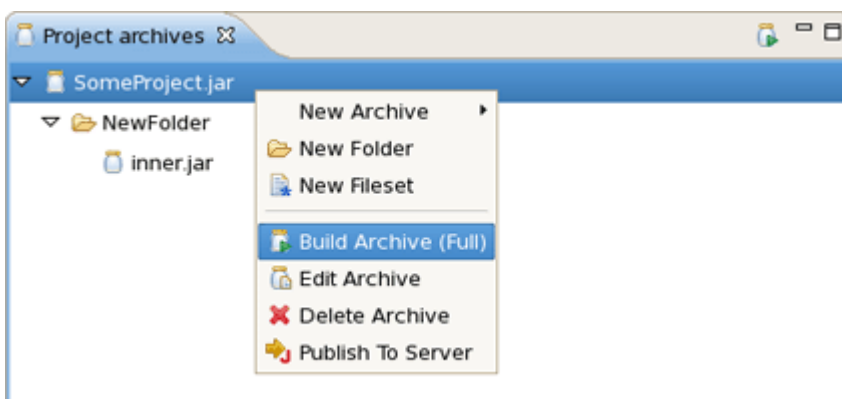 Project archives
SomeProject.jar
NewFolder
inner.jar
New Archive
New Folder
New Fileset
Build Archive (Full)
Edit Archive
Delete Archive
Publish To Server